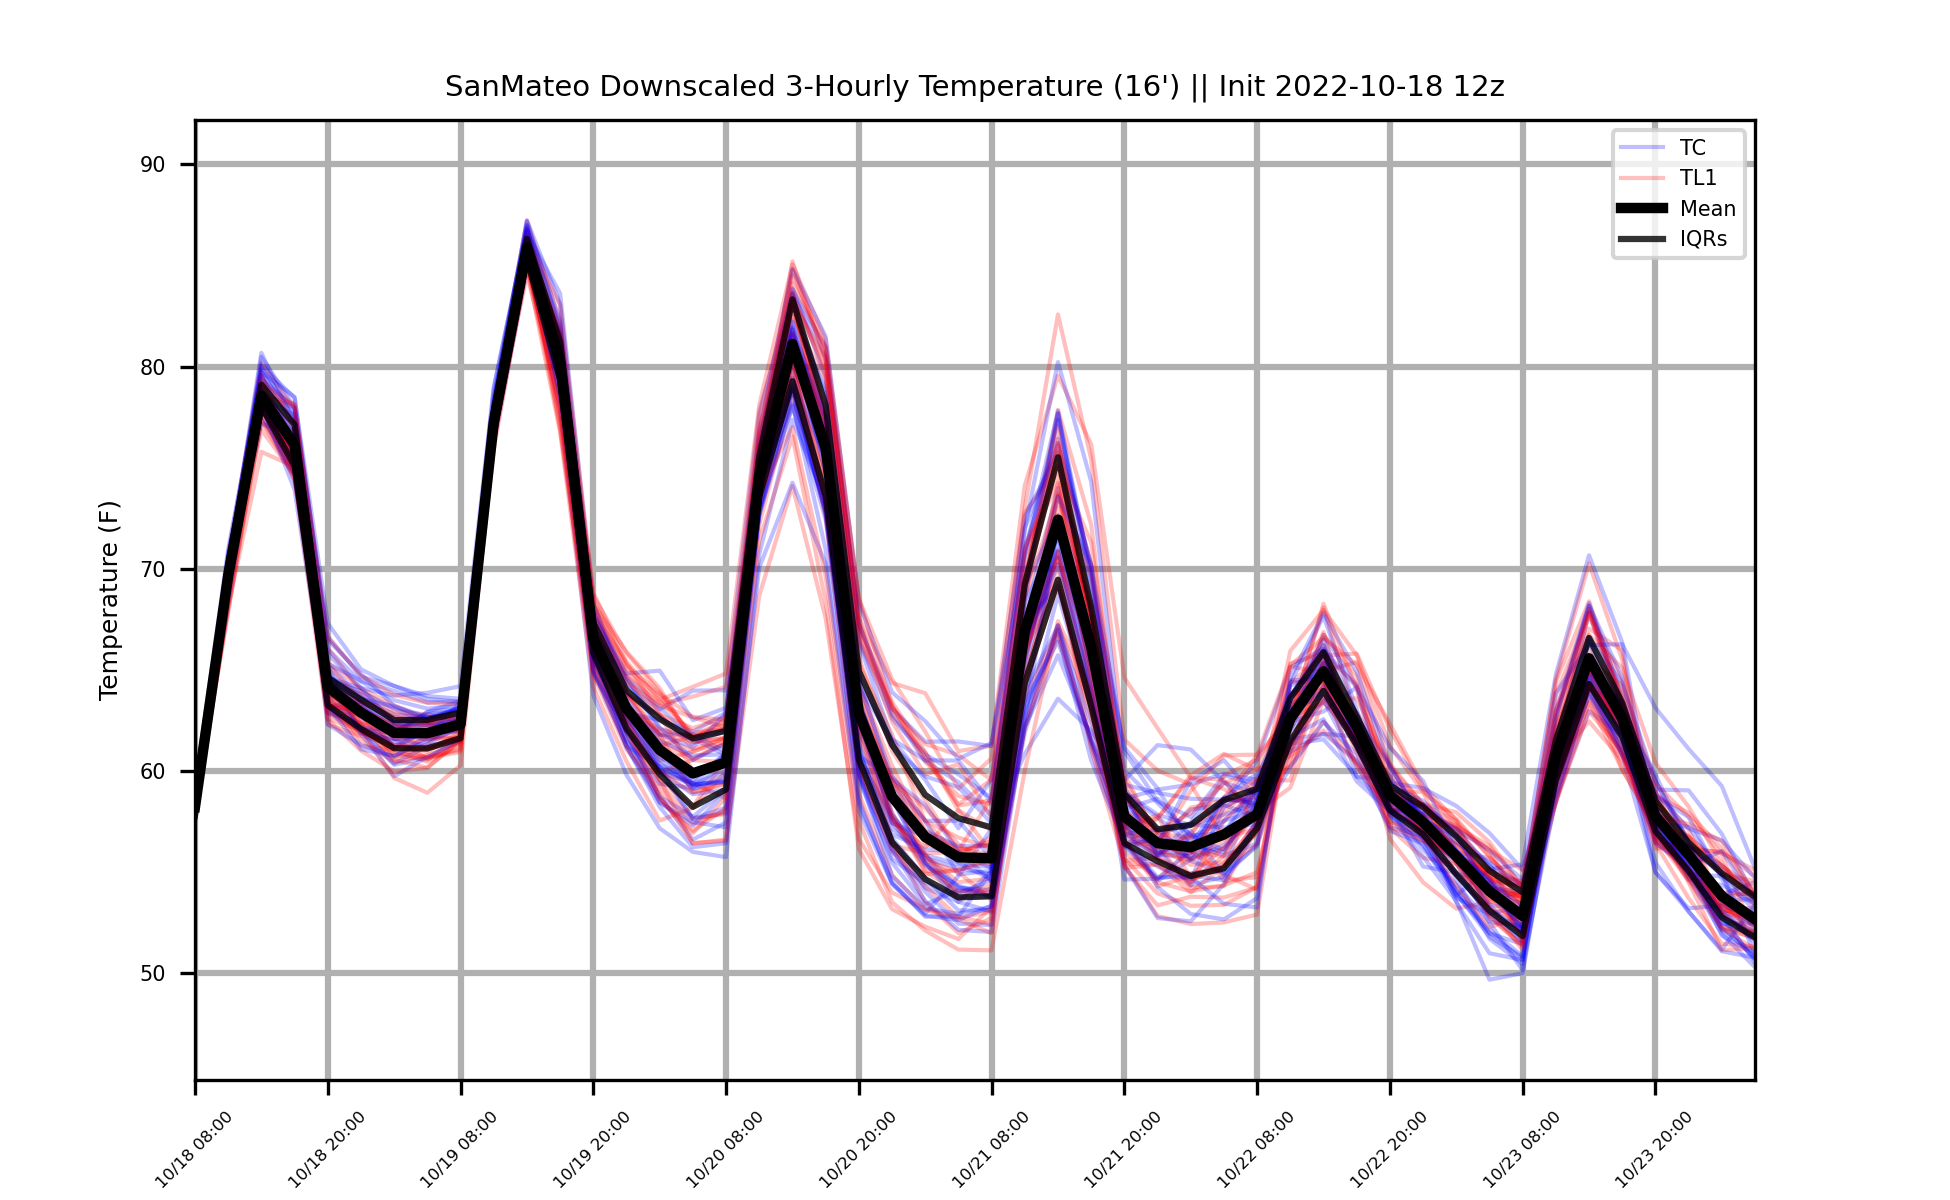 SanMateo Downscaled 3-Hourly Temperature (16') || Init 2022-10-18 12z
TC
TL1
Mean
IQRs
Temperature (F)
90
80
70
60
50
10/18 08:00
10/18 20:00
10/19 08:00
10/19 20:00
10/20 08:00
10/20 20:00
10/21 08:00
10/21 20:00
10/22 08:00
10/22 20:00
10/23 08:00
10/23 20:00